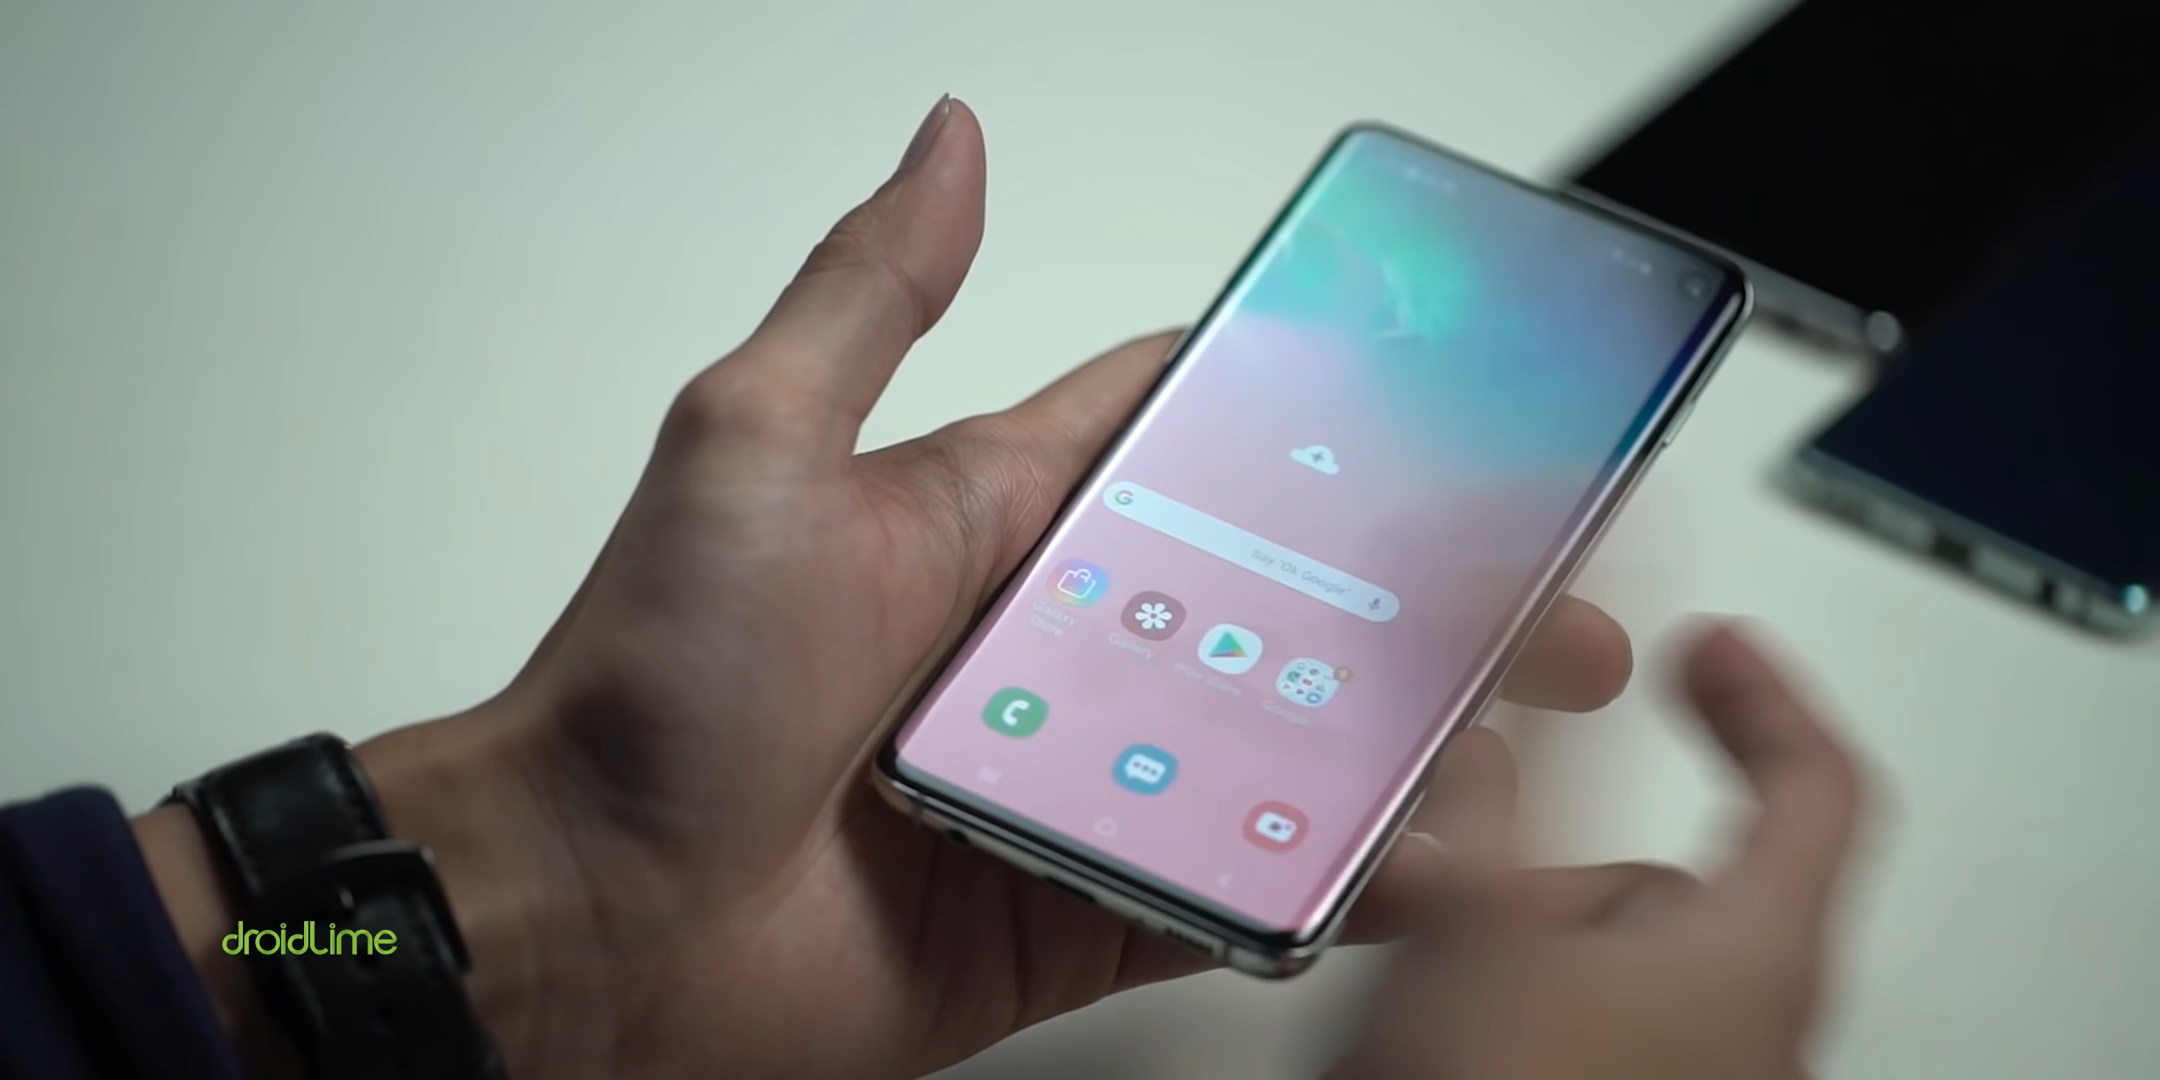 Say "Ok Google"
Galaxy
Store
Gallery
Play Store
Google
droidlime